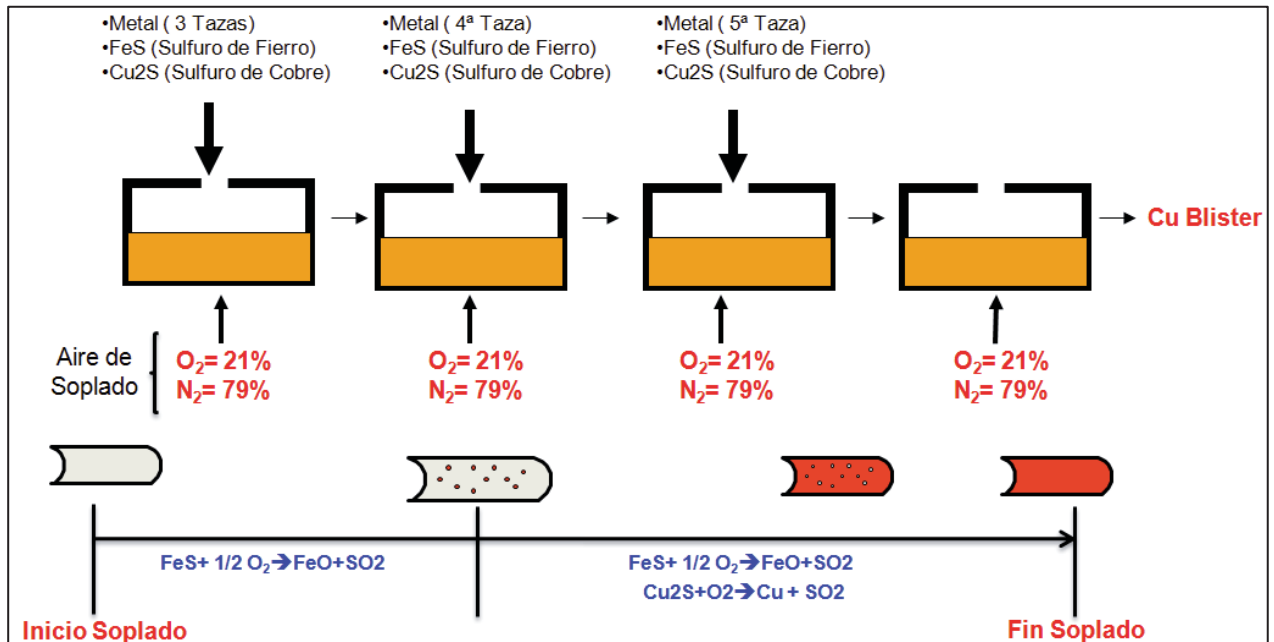 •Metal ( 3 Tazas)
•FeS (Sulfuro de Fierro)
•Cu2S (Sulfuro de Cobre)
•Metal ( 4ª Taza)
•FeS (Sulfuro de Fierro)
•Cu2S (Sulfuro de Cobre)
•Metal ( 5ª Taza)
•FeS (Sulfuro de Fierro)
•Cu2S (Sulfuro de Cobre)
Cu Blister
Aire de
Soplado
O₂= 21%
N₂= 79%
O₂= 21%
N₂= 79%
O₂= 21%
N₂= 79%
O₂= 21%
N₂= 79%
FeS+ 1/2 O₂➔FeO+SO2
FeS+ 1/2 O₂➔FeO+SO2
Cu2S+O2➔Cu + SO2
Inicio Soplado
Fin Soplado